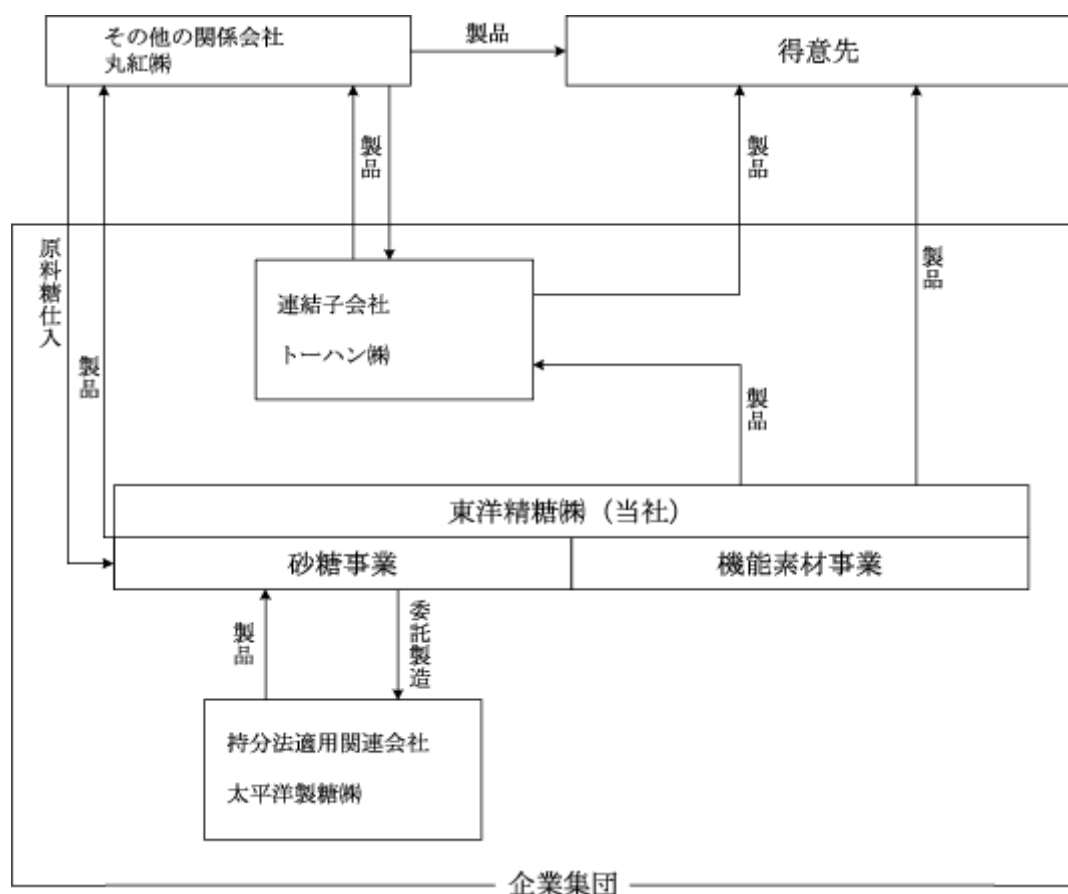 その他の関係会社
丸紅㈱
製品
得意先
製品
製品
原料糖仕入
製品
製品
連結子会社
トーハン㈱
製品
東洋精糖㈱（当社）
砂糖事業
機能素材事業
製品
委託製造
持分法適用関連会社
太平洋製糖㈱
企業集団